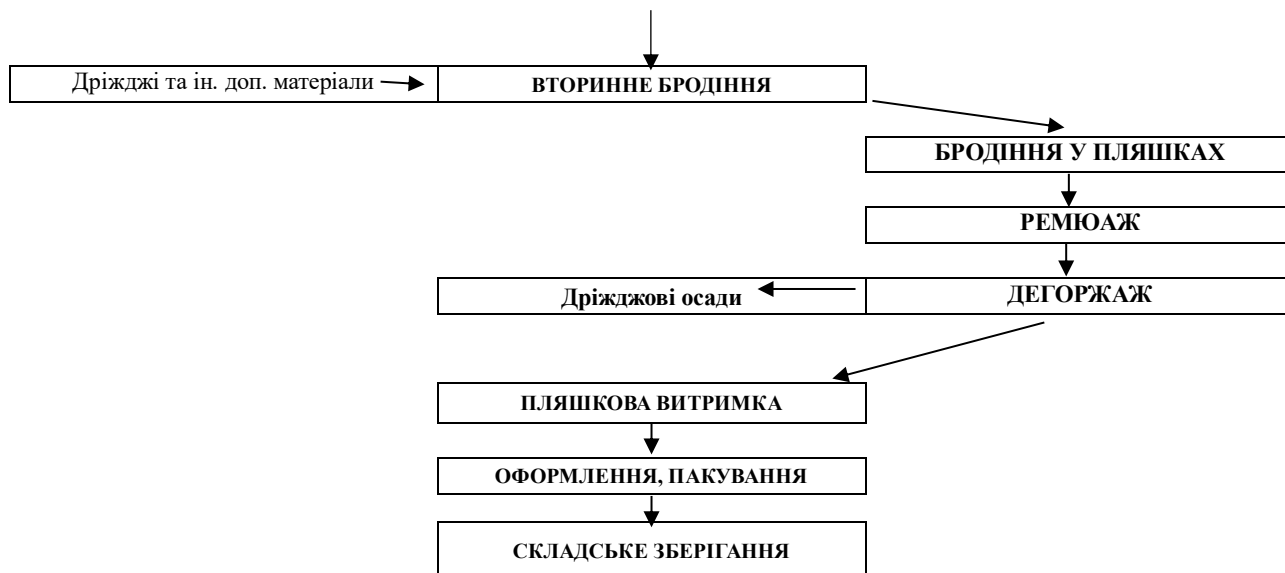 Дріжджі та ін. доп. матеріали
ВТОРИННЕ БРОДІННЯ
БРОДІННЯ У ПЛЯШКАХ
РЕМЮАЖ
Дріжджові осади
ДЕГОРЖАЖ
ПЛЯШКОВА ВИТРИМКА
ОФОРМЛЕННЯ, ПАКУВАННЯ
СКЛАДСЬКЕ ЗБЕРІГАННЯ